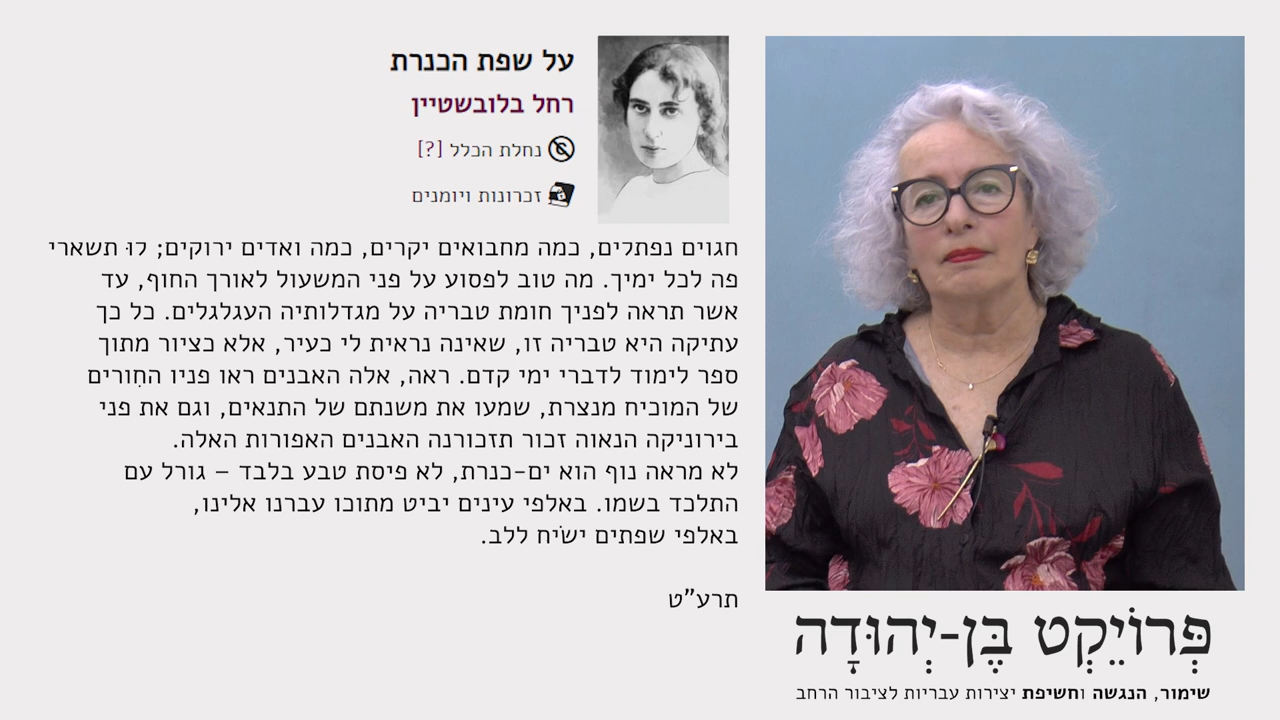 על שפת הכנרת
רחל בלובשטיין
נחלת הכלל [?]
זכרונות ויומנים
חגוים נפתלים, כמה מחבואים יקרים, כמה ואדים ירוקים; לוּ תשארי
פה לכל ימיך. מה טוב לפסוע על פני המשעול לאורך החוף, עד
אשר תראה לפניך חומת טבריה על מגדלותיה העגלגלים. כל כך
עתיקה היא טבריה זו, שאינה נראית לי כעיר, אלא כציור מתוך
ספר לימוד לדברי ימי קדם. ראה, אלה האבנים ראו פניו החִורים
של המוכיח מנצרת, שמעו את משנתם של התנאים, וגם את פני
בירוניקה הנאוה זכור תזכורנה האבנים האפורות האלה.
לא מראה נוף הוא ים-כנרת, לא פיסת טבע בלבד – גורל עם
התלכד בשמו. באלפי עינים יביט מתוכו עברנו אלינו,
באלפי שפתים ישׂיח ללב.
תרע"ט
פְּרוֹיֵקְט בֶּן-יְהוּדָה
שימור, הנגשה וחשיפת יצירות עבריות לציבור הרחב